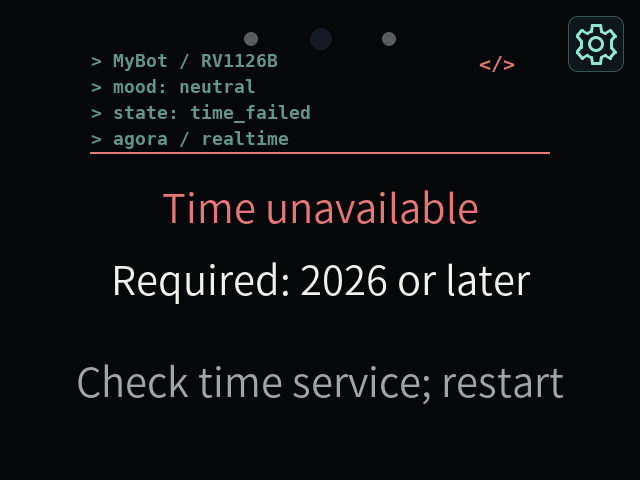 > MyBot / RV1126B
</>
> mood: neutral
> state: time_failed
> agora / realtime
Time unavailable
Required: 2026 or later
Check time service; restart